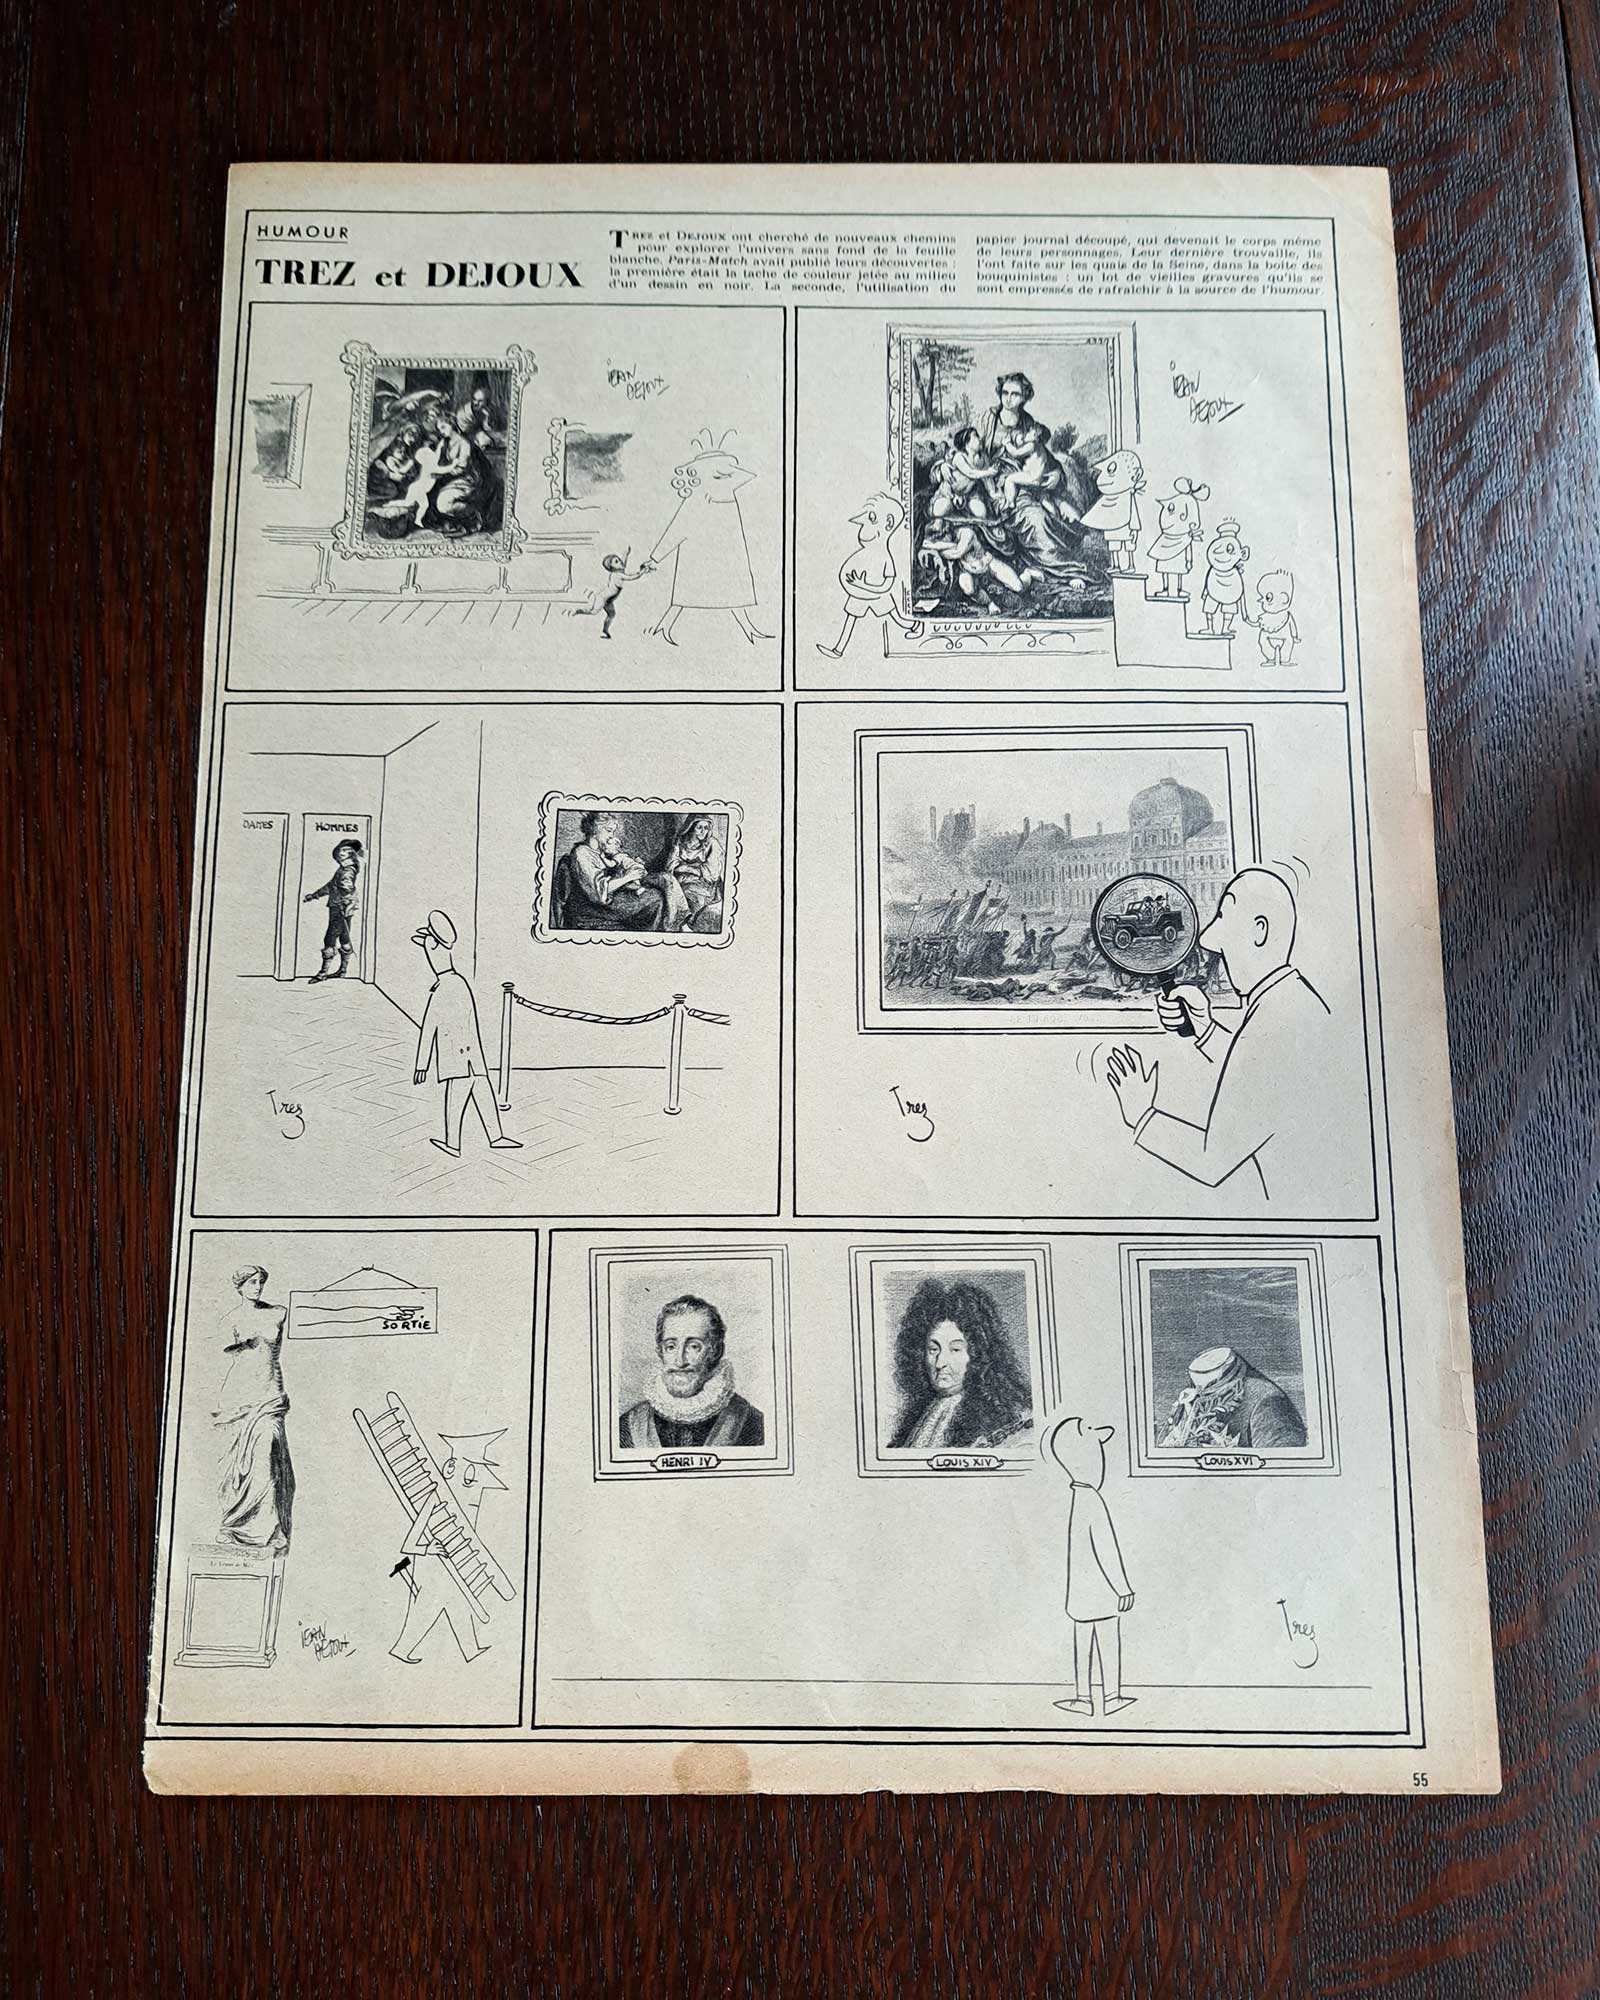 HUMOUR
TREZ et DEJOUX
TREZ et DEJOUX ont cherché de nouveaux chemins
pour explorer l'univers sans fond de la feuille
blanche. Paris-Match avait publié leurs découvertes :
la première était la tache de couleur jetée au milieu
d'un dessin en noir. La seconde, l'utilisation du
papier journal découpé, qui devenait le corps même
de leurs personnages. Leur dernière trouvaille, ils
l'ont faite sur les quais de la Seine, dans la boîte des
bouquinistes : un lot de vieilles gravures qu'ils se
sont empressés de rafraîchir à la source de l'humour.
JEAN
DEJOUX
JEAN
DEJOUX
DAMES
HOMMES
Trez
Trez
SORTIE
JEAN
DEJOUX
HENRI IV
LOUIS XIV
LOUIS XVI
Trez
55